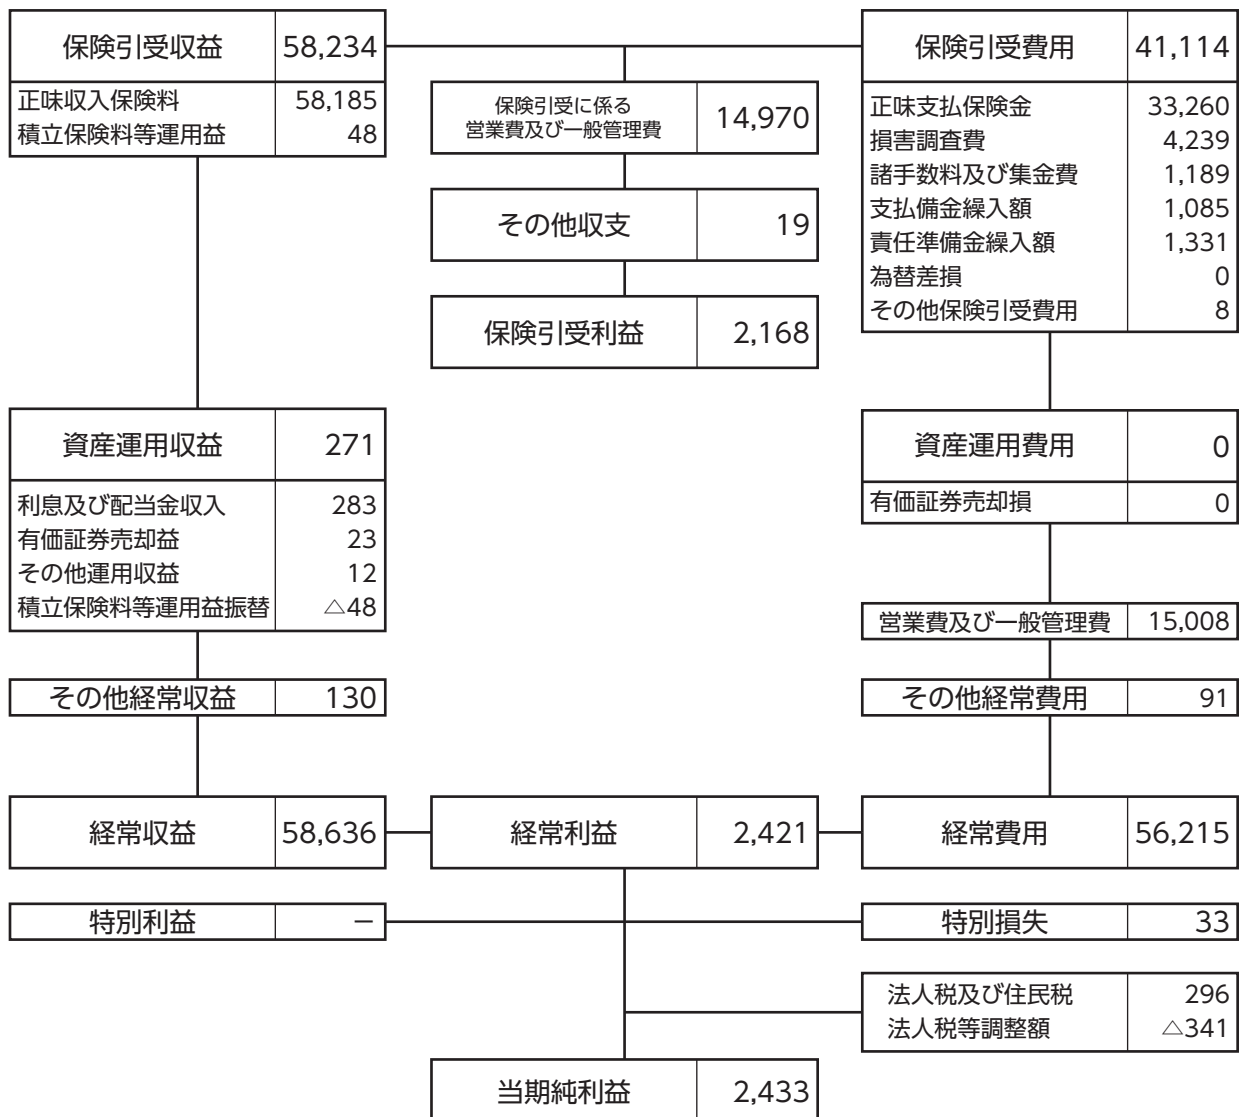 保険引受収益 58,234
正味収入保険料 58,185
積立保険料等運用益 48
保険引受に係る
営業費及び一般管理費 14,970
その他収支 19
保険引受利益 2,168
保険引受費用 41,114
正味支払保険金 33,260
損害調査費 4,239
諸手数料及び集金費 1,189
支払備金繰入額 1,085
責任準備金繰入額 1,331
為替差損 0
その他保険引受費用 8
資産運用収益 271
利息及び配当金収入 283
有価証券売却益 23
その他運用収益 12
積立保険料等運用益振替 △48
資産運用費用 0
有価証券売却損 0
営業費及び一般管理費 15,008
その他経常収益 130
その他経常費用 91
経常収益 58,636
経常利益 2,421
経常費用 56,215
特別利益 −
特別損失 33
法人税及び住民税 296
法人税等調整額 △341
当期純利益 2,433